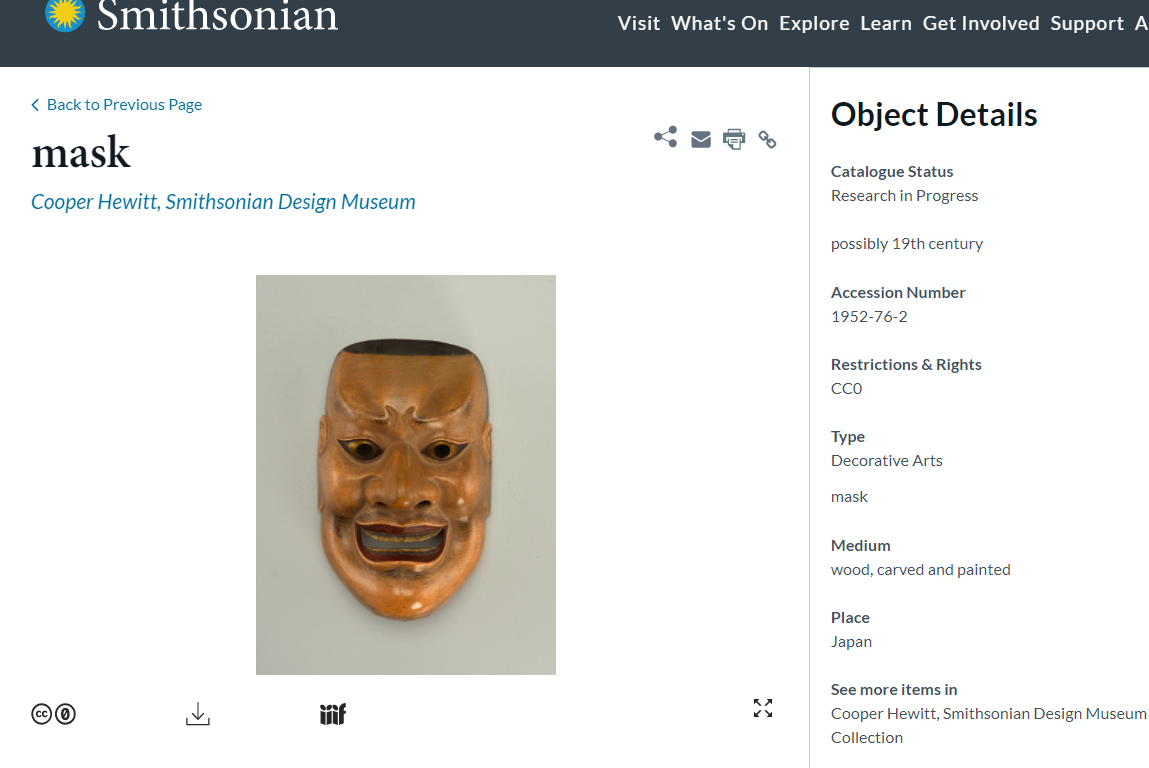 Smithsonian
Visit What's On Explore Learn Get Involved Support A
Back to Previous Page
mask
Cooper Hewitt, Smithsonian Design Museum
cc 0
iiif
Object Details
Catalogue Status
Research in Progress
possibly 19th century
Accession Number
1952-76-2
Restrictions & Rights
CC0
Type
Decorative Arts
mask
Medium
wood, carved and painted
Place
Japan
See more items in
Cooper Hewitt, Smithsonian Design Museum
Collection